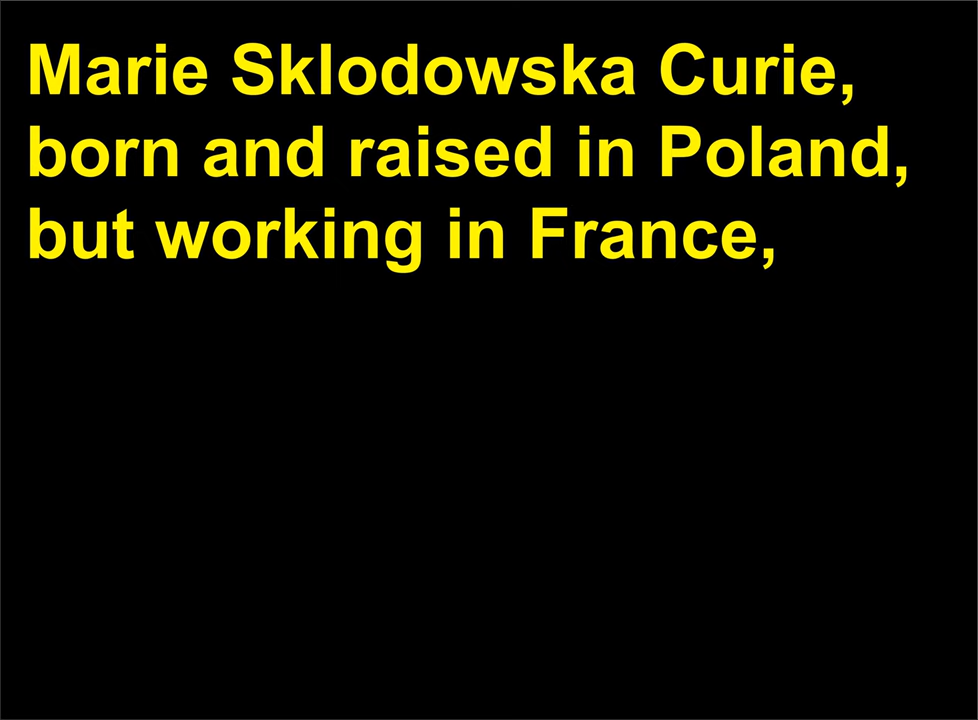 Marie Sklodowska Curie,
born and raised in Poland,
but working in France,